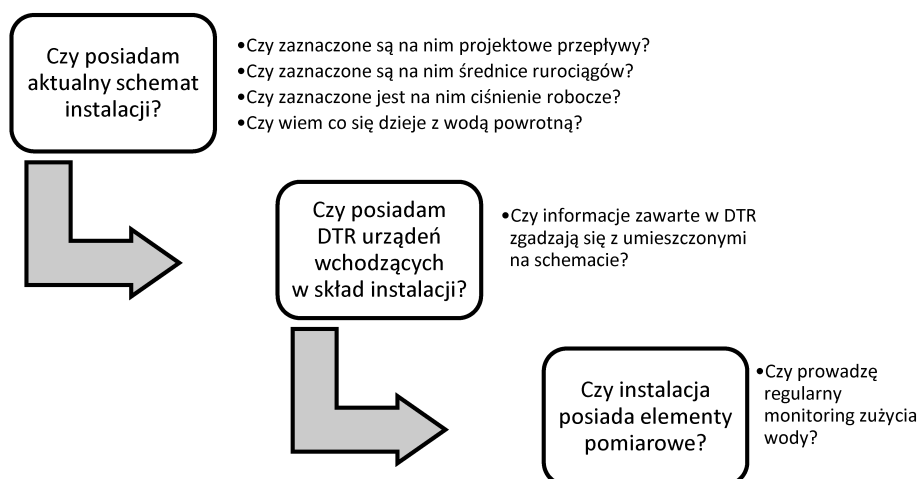 Czy posiadam
aktualny schemat
instalacji?
•Czy zaznaczone są na nim projektowe przepływy?
•Czy zaznaczone są na nim średnice rurociągów?
•Czy zaznaczone jest na nim ciśnienie robocze?
•Czy wiem co się dzieje z wodą powrotną?
Czy posiadam
DTR urządeń
wchodzących
w skład instalacji?
•Czy informacje zawarte w DTR
zgadzają się z umieszczonymi
na schemacie?
Czy instalacja
posiada elementy
pomiarowe?
•Czy prowadzę
regularny
monitoring zużycia
wody?